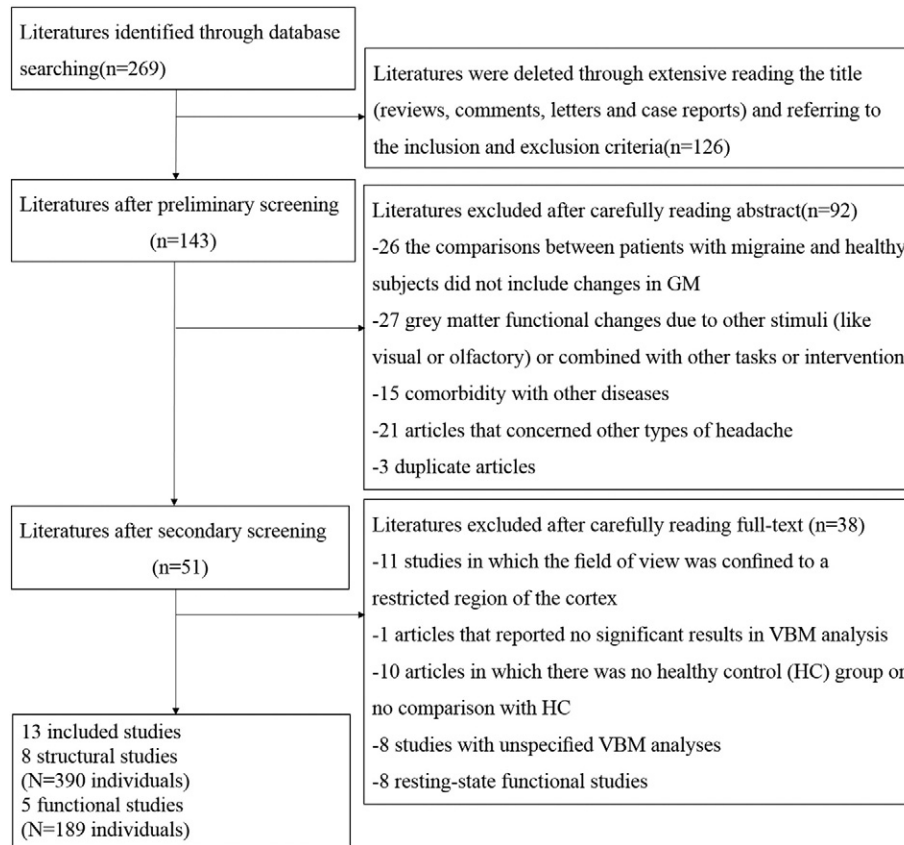 Literatures identified through database
searching(n=269)
Literatures were deleted through extensive reading the title
(reviews, comments, letters and case reports) and referring to
the inclusion and exclusion criteria(n=126)
Literatures after preliminary screening
(n=143)
Literatures excluded after carefully reading abstract(n=92)
-26 the comparisons between patients with migraine and healthy
subjects did not include changes in GM
-27 grey matter functional changes due to other stimuli (like
visual or olfactory) or combined with other tasks or intervention
-15 comorbidity with other diseases
-21 articles that concerned other types of headache
-3 duplicate articles
Literatures after secondary screening
(n=51)
Literatures excluded after carefully reading full-text (n=38)
-11 studies in which the field of view was confined to a
restricted region of the cortex
-1 articles that reported no significant results in VBM analysis
-10 articles in which there was no healthy control (HC) group or
no comparison with HC
-8 studies with unspecified VBM analyses
-8 resting-state functional studies
13 included studies
8 structural studies
(N=390 individuals)
5 functional studies
(N=189 individuals)